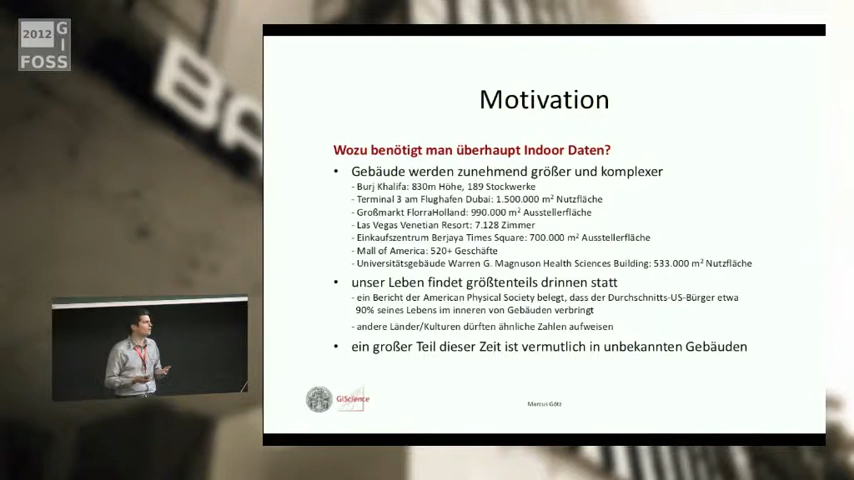 2012 G
I
FOSS
BA
Motivation
Wozu benötigt man überhaupt Indoor Daten?
• Gebäude werden zunehmend größer und komplexer
- Burj Khalifa: 830m Höhe, 189 Stockwerke
- Terminal 3 am Flughafen Dubai: 1.500.000 m² Nutzfläche
- Großmarkt FlorraHolland: 990.000 m² Ausstellerfläche
- Las Vegas Venetian Resort: 7.128 Zimmer
- Einkaufszentrum Berjaya Times Square: 700.000 m² Ausstellerfläche
- Mall of America: 520+ Geschäfte
- Universitätsgebäude Warren G. Magnuson Health Sciences Building: 533.000 m² Nutzfläche
• unser Leben findet größtenteils drinnen statt
- ein Bericht der American Physical Society belegt, dass der Durchschnitts-US-Bürger etwa
90% seines Lebens im inneren von Gebäuden verbringt
- andere Länder/Kulturen dürften ähnliche Zahlen aufweisen
• ein großer Teil dieser Zeit ist vermutlich in unbekannten Gebäuden
GIScience
Marcus Götz